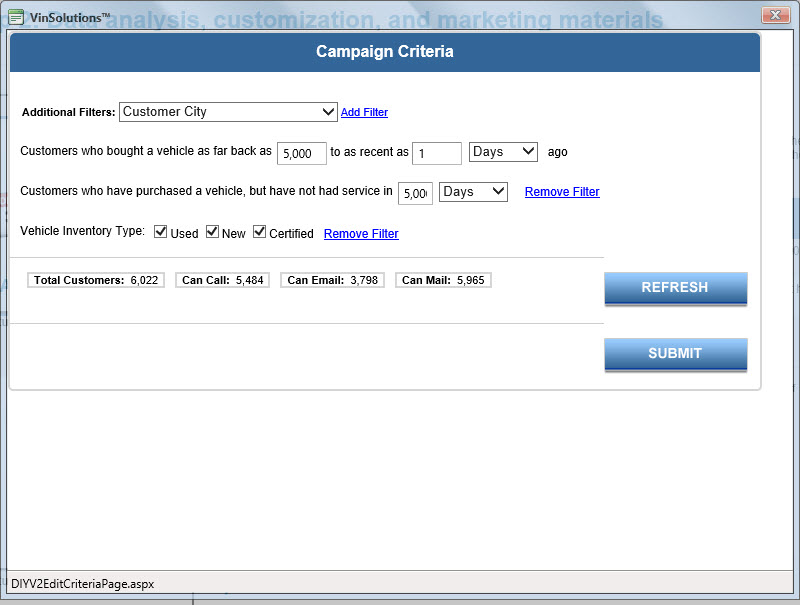 VinSolutions™
2: Data analysis, customization, and marketing materials
Campaign Criteria
Additional Filters: Customer City Add Filter
Customers who bought a vehicle as far back as 5,000 to as recent as 1 Days ago
Customers who have purchased a vehicle, but have not had service in 5,00 Days Remove Filter
Vehicle Inventory Type: Used New Certified Remove Filter
Total Customers: 6,022 Can Call: 5,484 Can Email: 3,798 Can Mail: 5,965
REFRESH
SUBMIT
DIYV2EditCriteriaPage.aspx